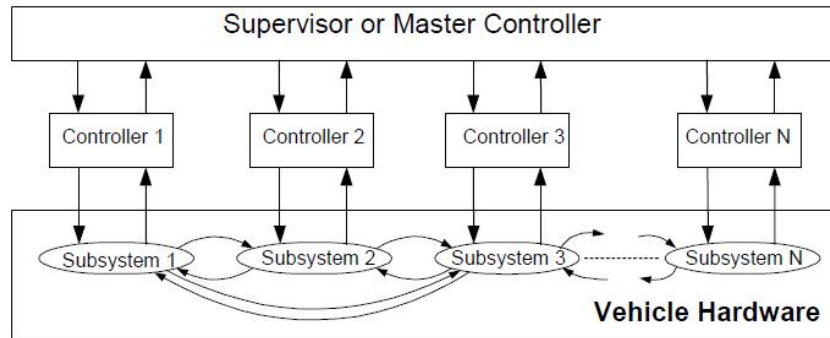 Supervisor or Master Controller
Controller 1
Controller 2
Controller 3
Controller N
Subsystem 1
Subsystem 2
Subsystem 3
Subsystem N
Vehicle Hardware